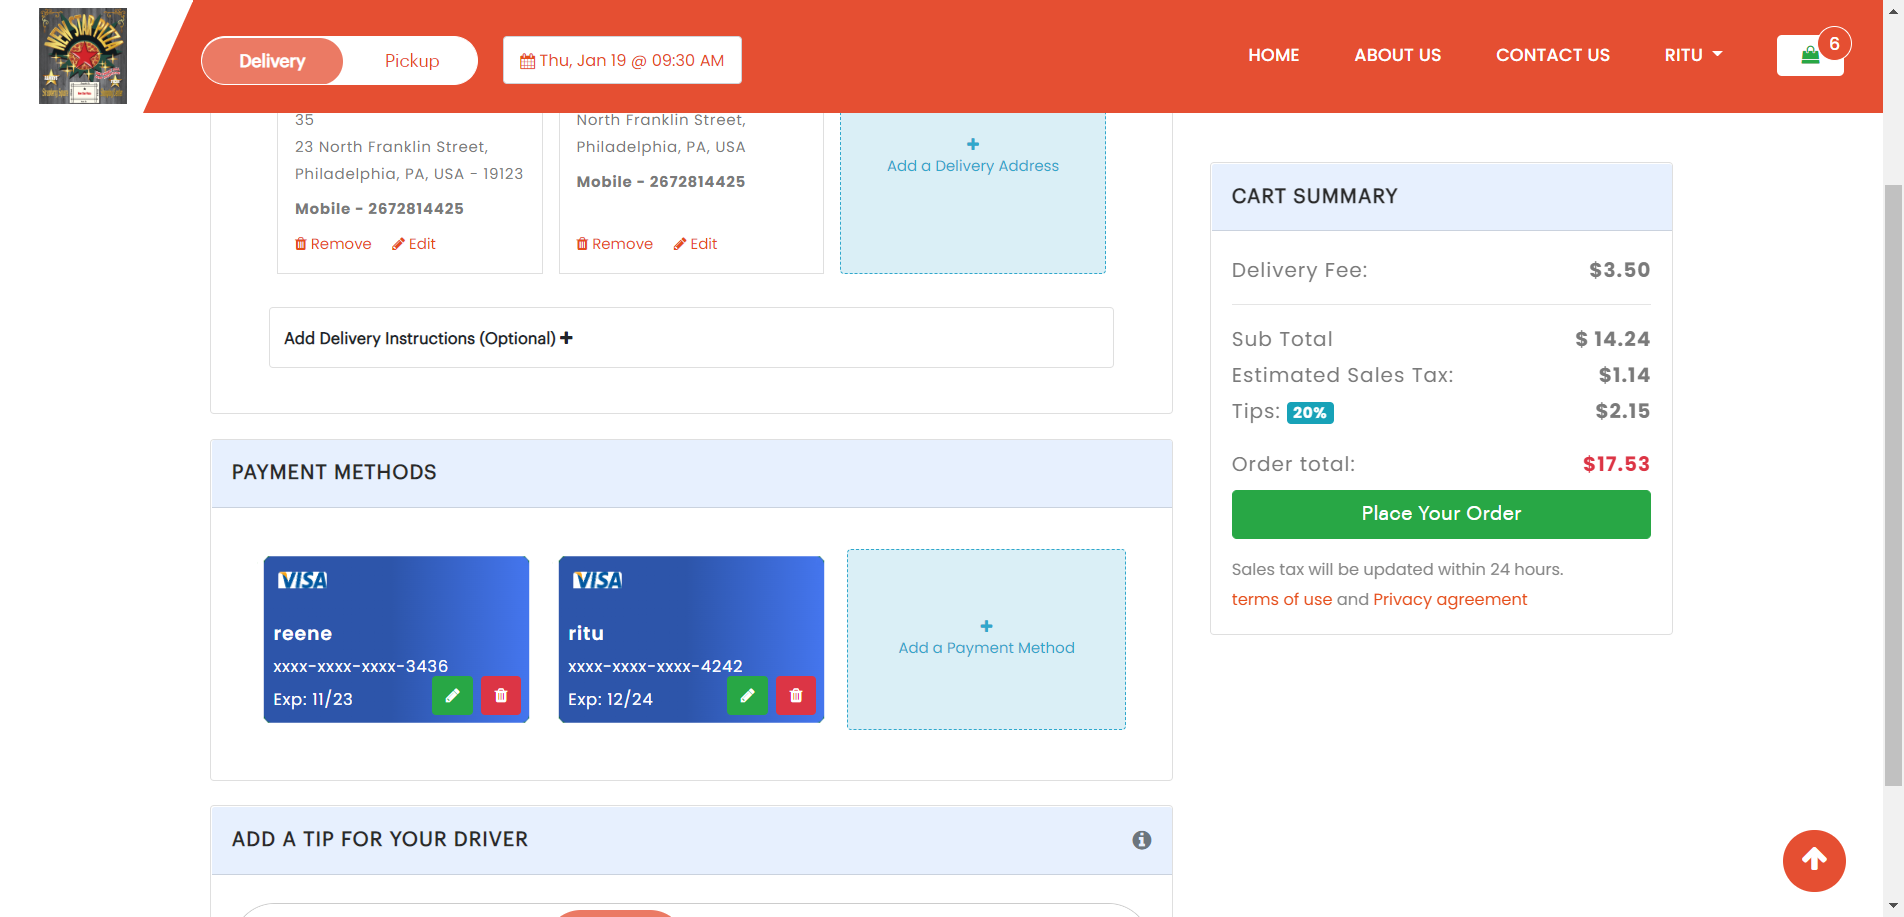 NEW STAR PIZZA
Delivery
Pickup
Thu, Jan 19 @ 09:30 AM
HOME
ABOUT US
CONTACT US
RITU
6
35
23 North Franklin Street,
Philadelphia, PA, USA - 19123
Mobile - 2672814425
Remove
Edit
North Franklin Street,
Philadelphia, PA, USA
Mobile - 2672814425
Remove
Edit
Add a Delivery Address
Add Delivery Instructions (Optional)
PAYMENT METHODS
VISA
reene
xxxx-xxxx-xxxx-3436
Exp: 11/23
VISA
ritu
xxxx-xxxx-xxxx-4242
Exp: 12/24
Add a Payment Method
ADD A TIP FOR YOUR DRIVER
CART SUMMARY
Delivery Fee: $3.50
Sub Total $ 14.24
Estimated Sales Tax: $1.14
Tips: 20% $2.15
Order total: $17.53
Place Your Order
Sales tax will be updated within 24 hours.
terms of use and Privacy agreement